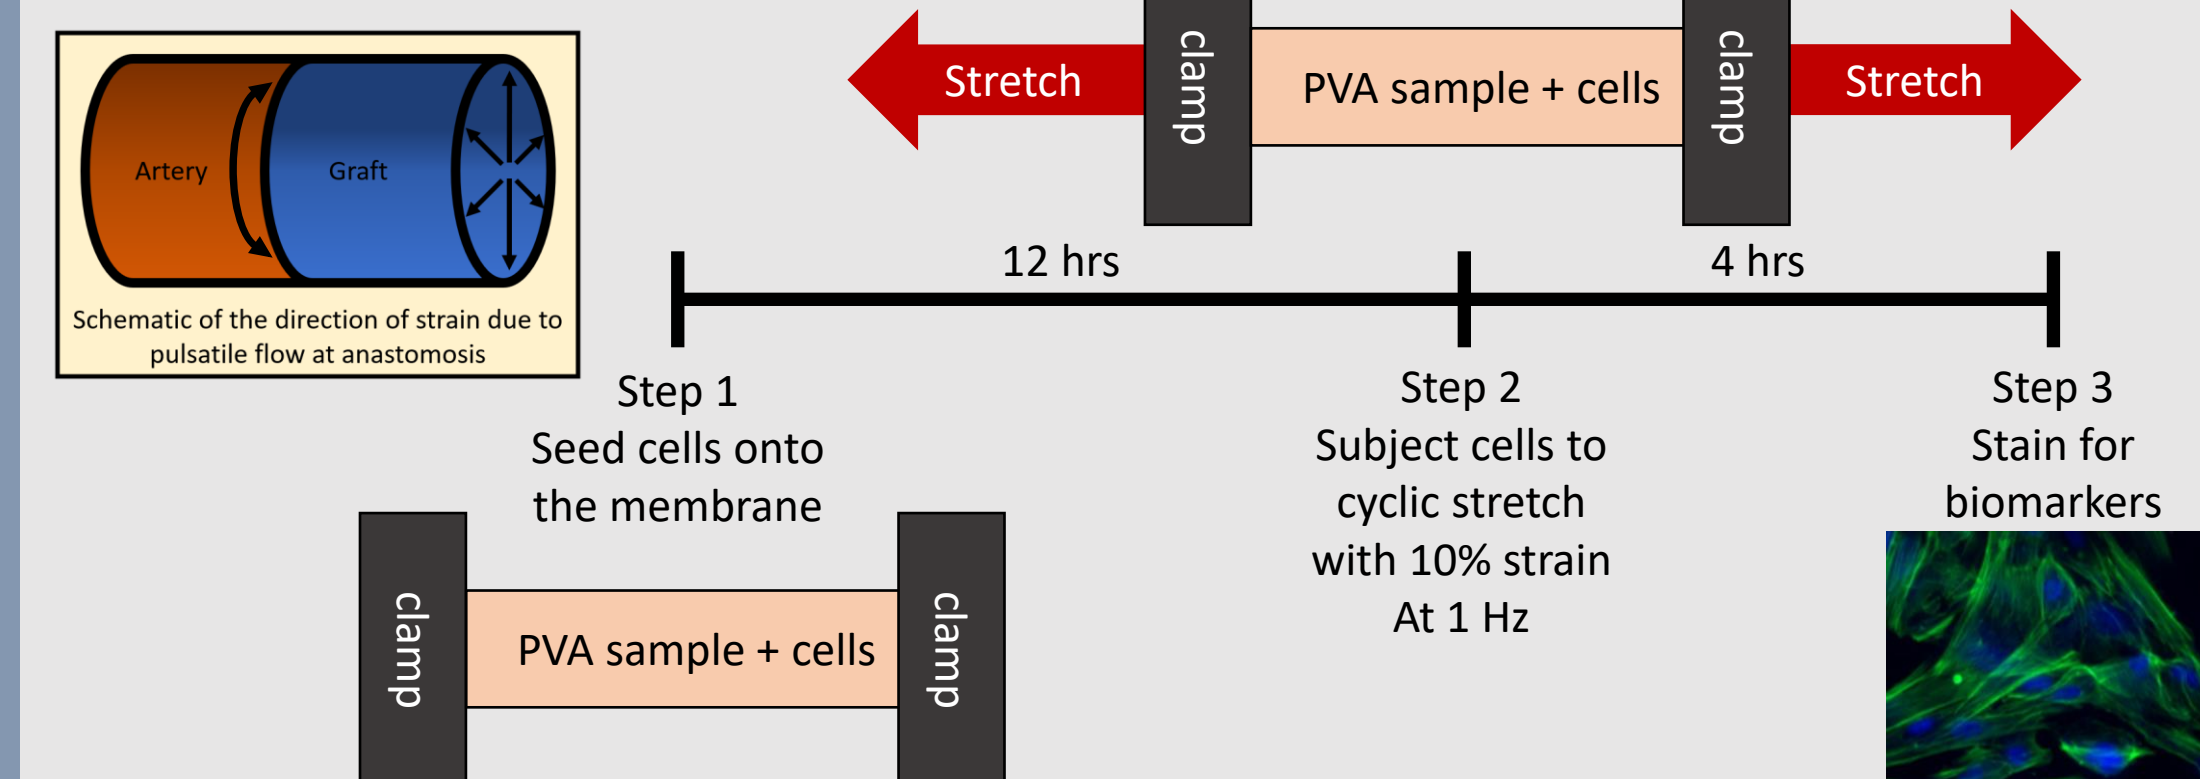 Artery
Graft
Schematic of the direction of strain due to
pulsatile flow at anastomosis
Stretch
clamp
PVA sample + cells
clamp
Stretch
12 hrs
4 hrs
Step 1
Seed cells onto
the membrane
clamp
PVA sample + cells
clamp
Step 2
Subject cells to
cyclic stretch
with 10% strain
At 1 Hz
Step 3
Stain for
biomarkers